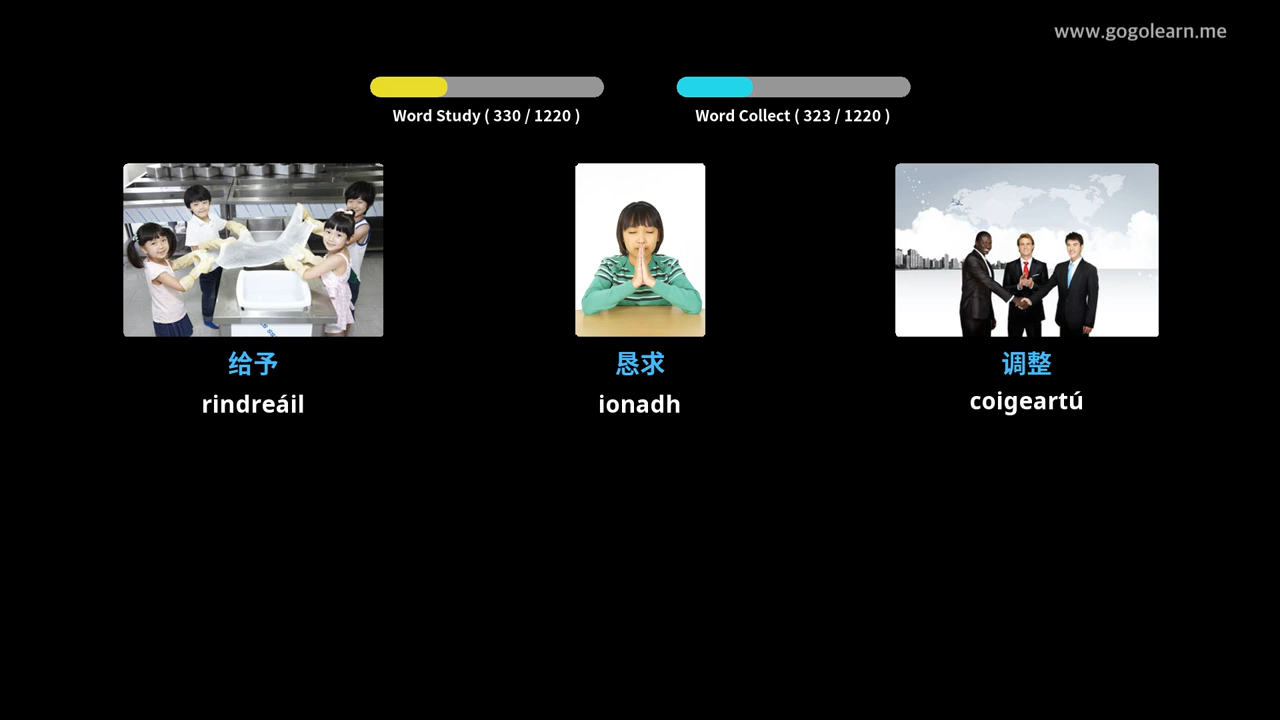 www.gogolearn.me
Word Study ( 330 / 1220 )
Word Collect ( 323 / 1220 )
给予
恳求
调整
rindreáil
ionadh
coigeartú